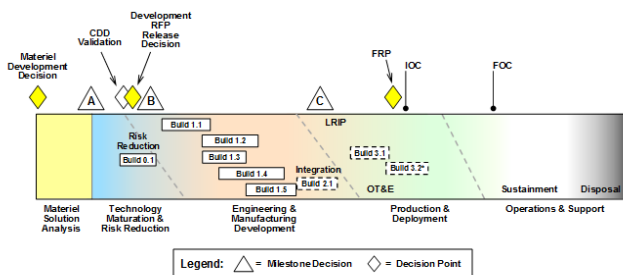 Development
RFP
Release
Decision
CDD
Validation
Materiel
Development
Decision
FRP
IOC
FOC
A
B
C
LRIP
Build 1.1
Risk
Reduction
Build 0.1
Build 1.2
Build 1.3
Build 1.4
Build 1.5
Integration
Build 2.1
Build 3.1
Build 3.2*
OT&E
Sustainment
Disposal
Materiel
Solution
Analysis
Technology
Maturation &
Risk Reduction
Engineering &
Manufacturing
Development
Production &
Deployment
Operations & Support
Legend:
= Milestone Decision
= Decision Point